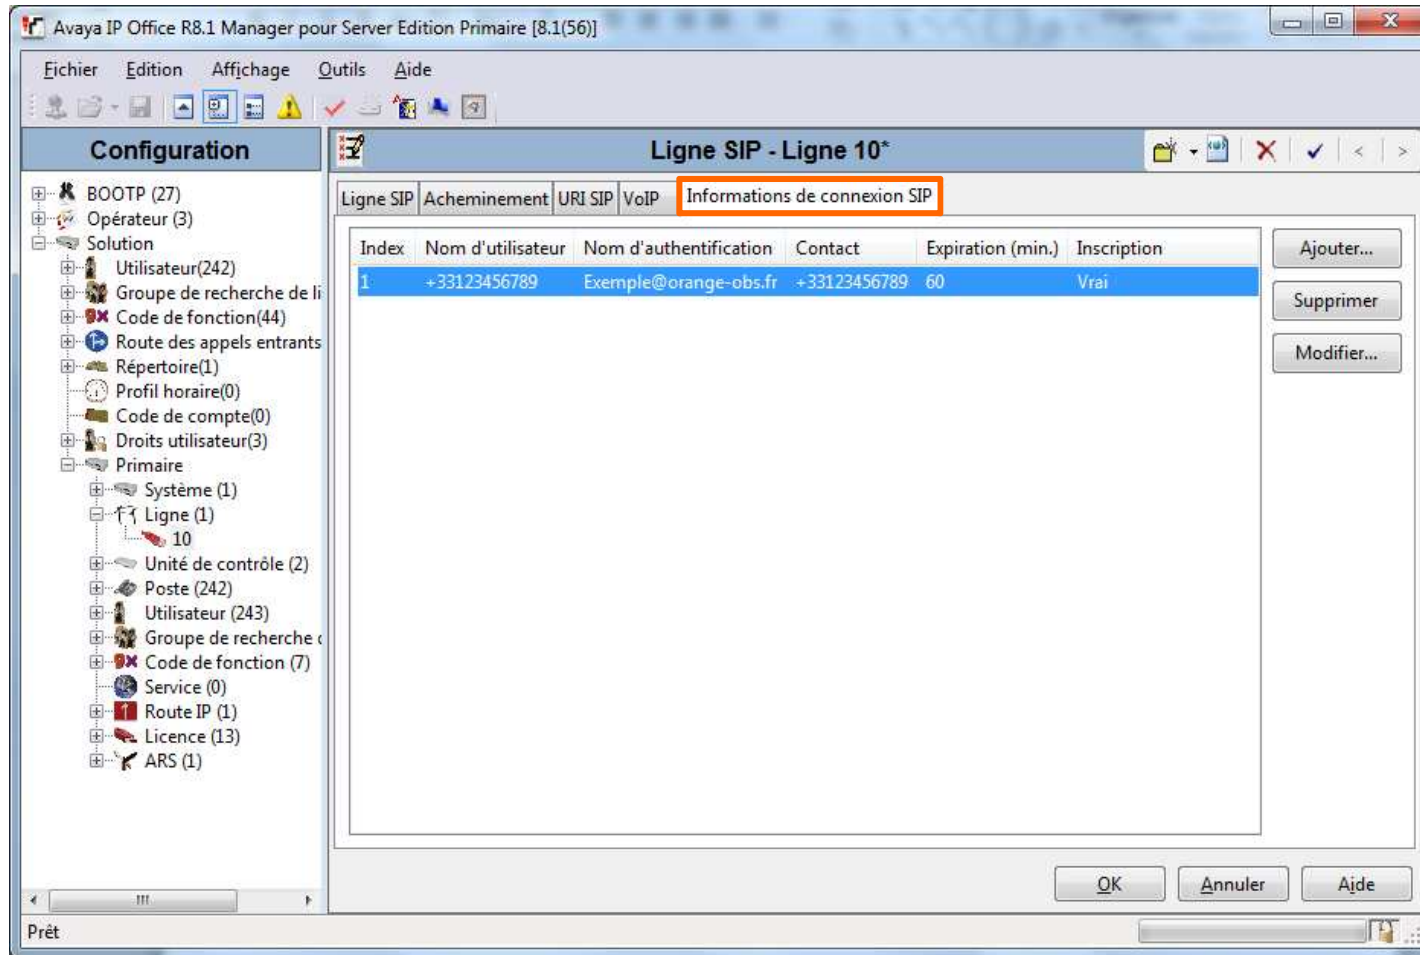 Avaya IP Office R8.1 Manager pour Server Edition Primaire [8.1(56)]
Fichier Edition Affichage Outils Aide
Configuration
Ligne SIP - Ligne 10*
BOOTP (27)
Opérateur (3)
Solution
Utilisateur(242)
Groupe de recherche de li
Code de fonction(44)
Route des appels entrants
Répertoire(1)
Profil horaire(0)
Code de compte(0)
Droits utilisateur(3)
Primaire
Système (1)
Ligne (1)
10
Unité de contrôle (2)
Poste (242)
Utilisateur (243)
Groupe de recherche
Code de fonction (7)
Service (0)
Route IP (1)
Licence (13)
ARS (1)
Ligne SIP Acheminement URI SIP VoIP Informations de connexion SIP
Index Nom d'utilisateur Nom d'authentification Contact Expiration (min.) Inscription
1 +33123456789 Exemple@orange-obs.fr +33123456789 60 Vrai
Ajouter...
Supprimer
Modifier...
OK Annuler Aide
Prêt